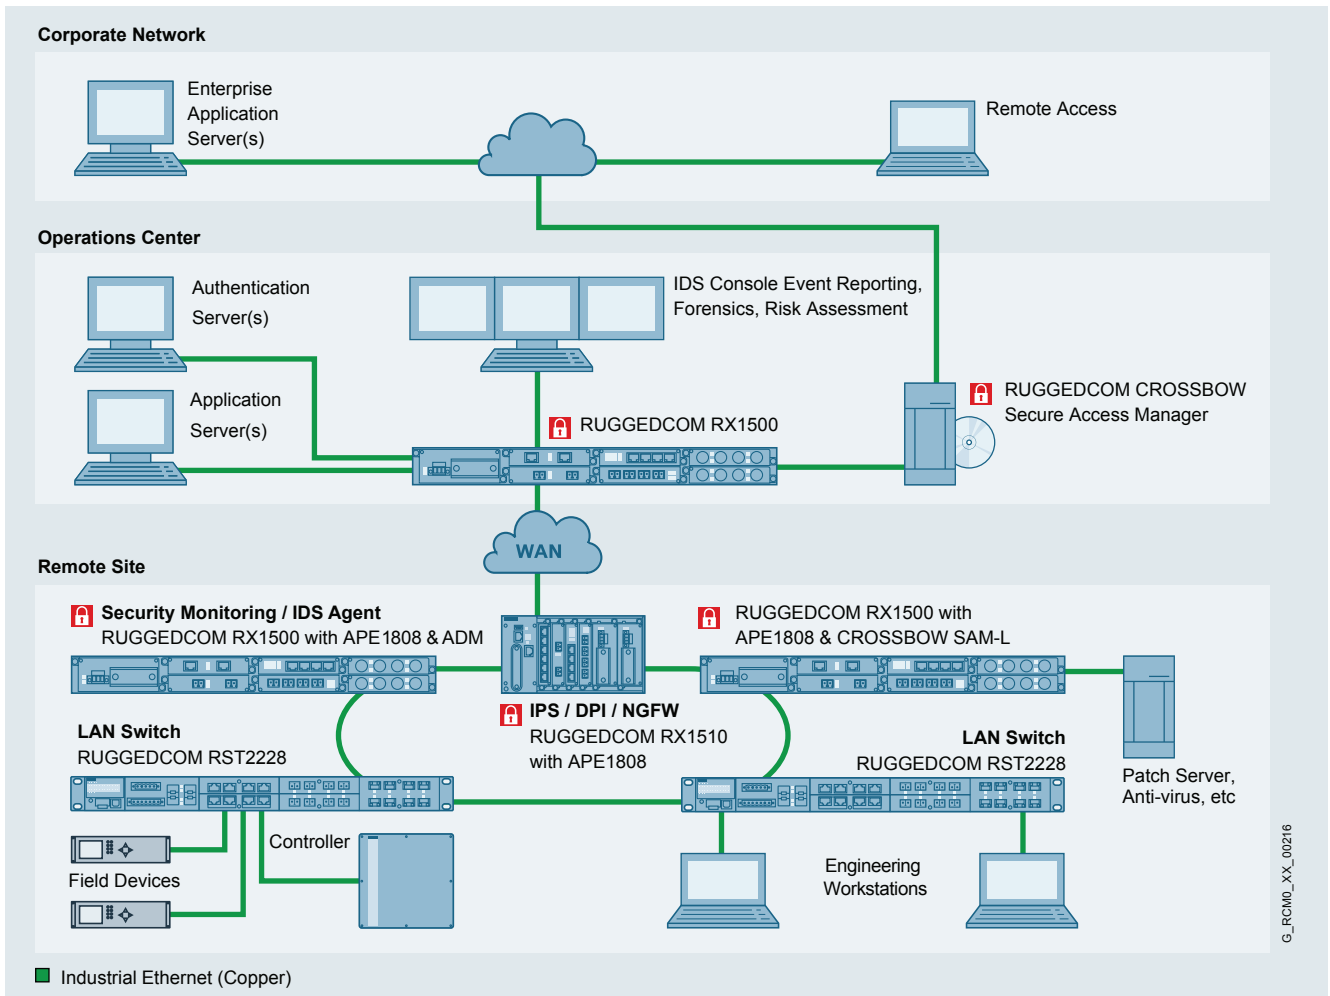 Corporate Network
Enterprise
Application
Server(s)
Remote Access
Operations Center
Authentication
Server(s)
IDS Console Event Reporting,
Forensics, Risk Assessment
Application
Server(s)
RUGGEDCOM RX1500
RUGGEDCOM CROSSBOW
Secure Access Manager
WAN
Remote Site
Security Monitoring / IDS Agent
RUGGEDCOM RX1500 with APE1808 & ADM
RUGGEDCOM RX1500 with
APE1808 & CROSSBOW SAM-L
IPS / DPI / NGFW
RUGGEDCOM RX1510
with APE1808
LAN Switch
RUGGEDCOM RST2228
LAN Switch
RUGGEDCOM RST2228
Patch Server,
Anti-virus, etc
Controller
Field Devices
Engineering
Workstations
G_RCM0_XX_00216
Industrial Ethernet (Copper)